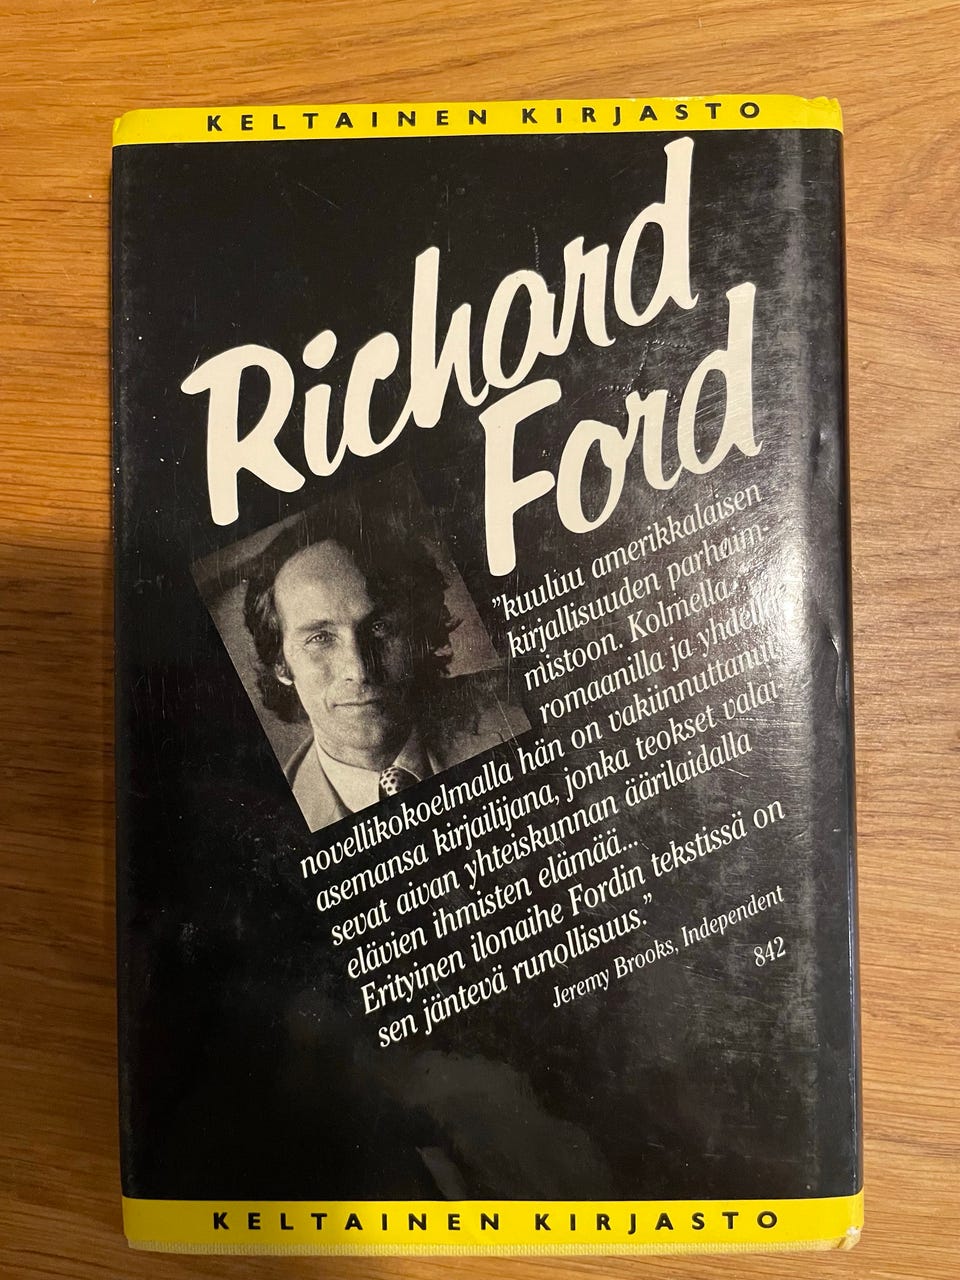 KELTAINEN KIRJASTO
Richard
Ford
"kuuluu amerikkalaisen
kirjallisuuden parhaim-
mistoon. Kolmella
romaanilla ja yhdellä
novellikokoelmalla hän on vakiinnuttanut
asemansa kirjailijana, jonka teokset valai-
sevat aivan yhteiskunnan äärilaidalla
elävien ihmisten elämää...
Erityinen ilonaihe Fordin tekstissä on
sen jäntevä runollisuus."
Jeremy Brooks, Independent
842
KELTAINEN KIRJASTO